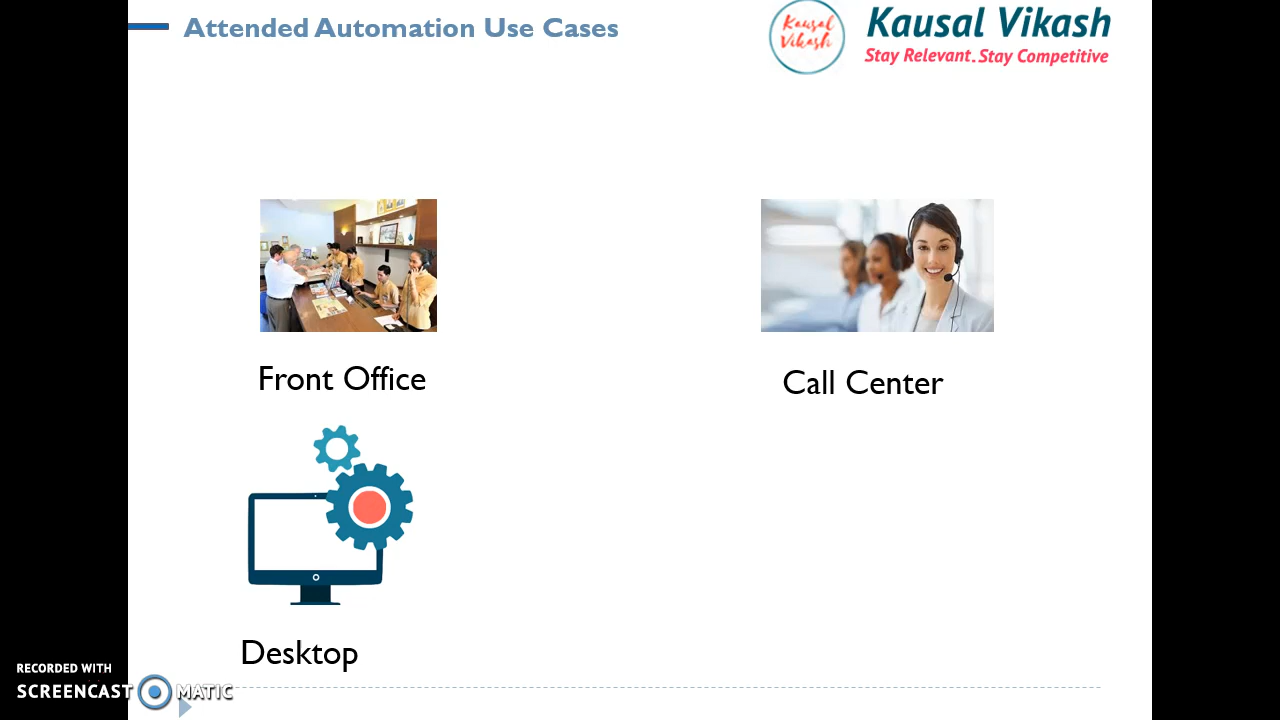 Attended Automation Use Cases
Kausal
Vikash
Kausal Vikash
Stay Relevant. Stay Competitive
Front Office
Call Center
Desktop
RECORDED WITH
SCREENCAST MATIC